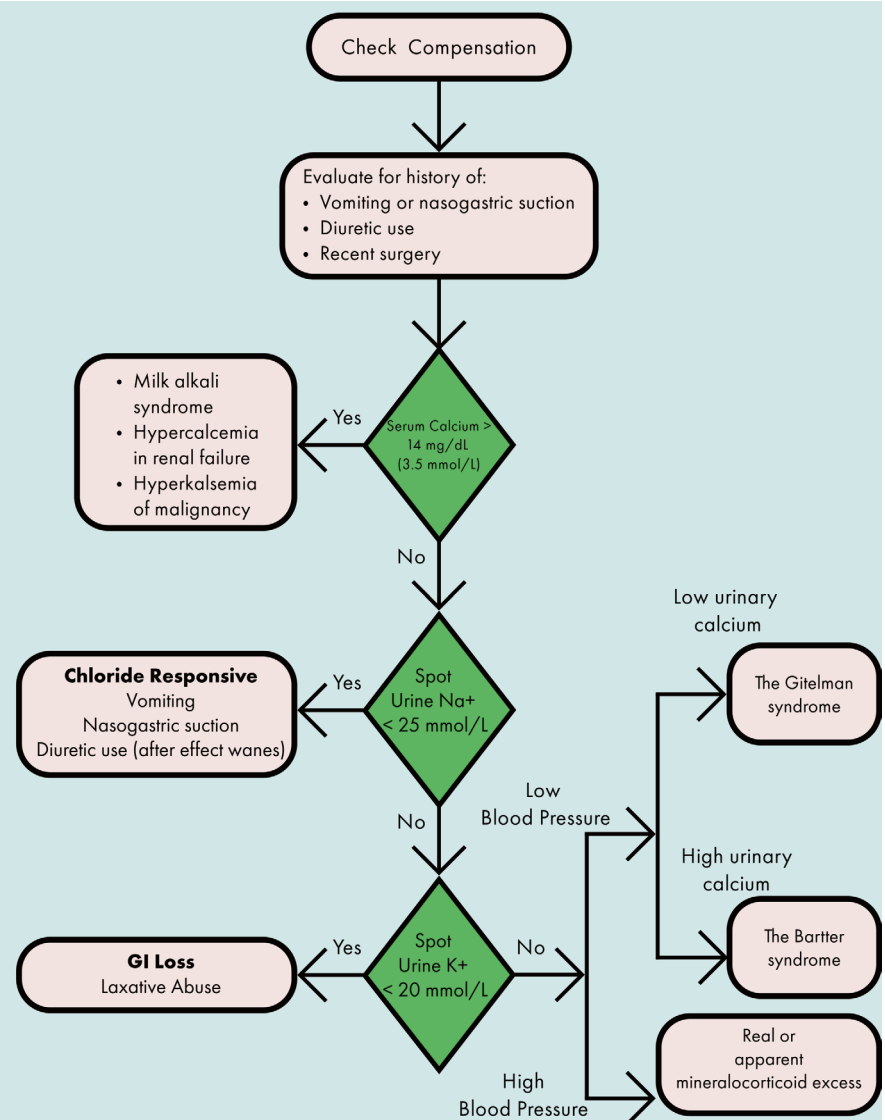 Check Compensation
Evaluate for history of:
• Vomiting or nasogastric suction
• Diuretic use
• Recent surgery
Serum Calcium >
14 mg/dL
(3.5 mmol/L)
Yes
• Milk alkali
syndrome
• Hypercalcemia
in renal failure
• Hyperkalsemia
of malignancy
No
Spot
Urine Na+
< 25 mmol/L
Yes
Chloride Responsive
Vomiting
Nasogastric suction
Diuretic use (after effect wanes)
No
Spot
Urine K+
< 20 mmol/L
Yes
GI Loss
Laxative Abuse
No
Low
Blood Pressure
Low urinary
calcium
The Gitelman
syndrome
High urinary
calcium
The Bartter
syndrome
High
Blood Pressure
Real or
apparent
mineralocorticoid excess